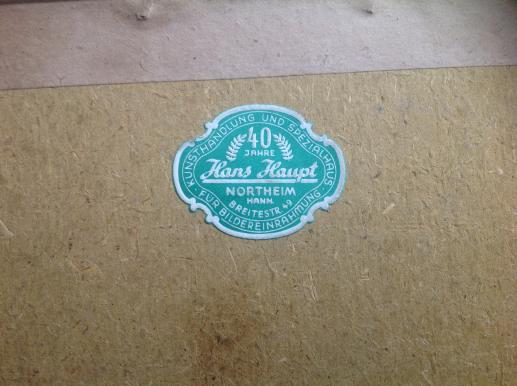 KUNSTHANDLUNG UND SPEZIALHAUS
FÜR BILDEREINRAHMUNG
40
JAHRE
Hans Haupt
NORTHEIM
HANN.
BREITESTR. 49